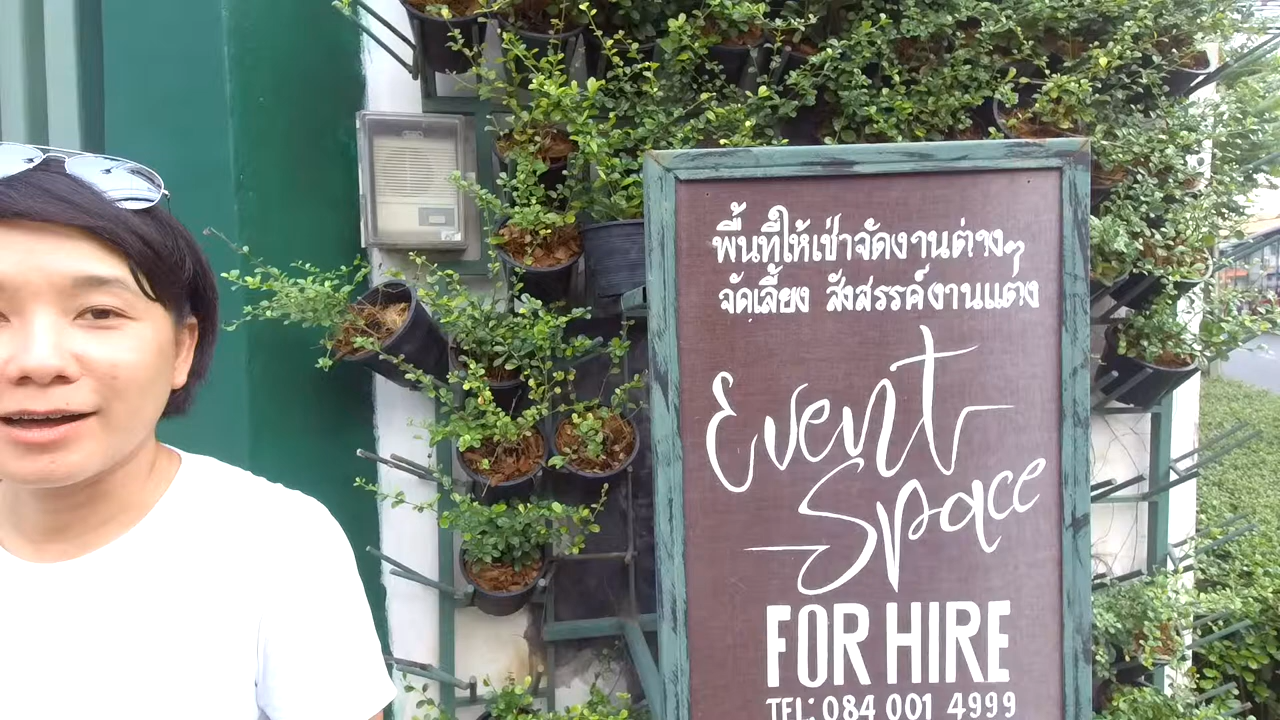 พื้นที่ให้เช่าจัดงานต่างๆ
จัดเลี้ยง สังสรรค์งานแต่ง
Event
Space
FOR HIRE
TEL: 084 001 4999